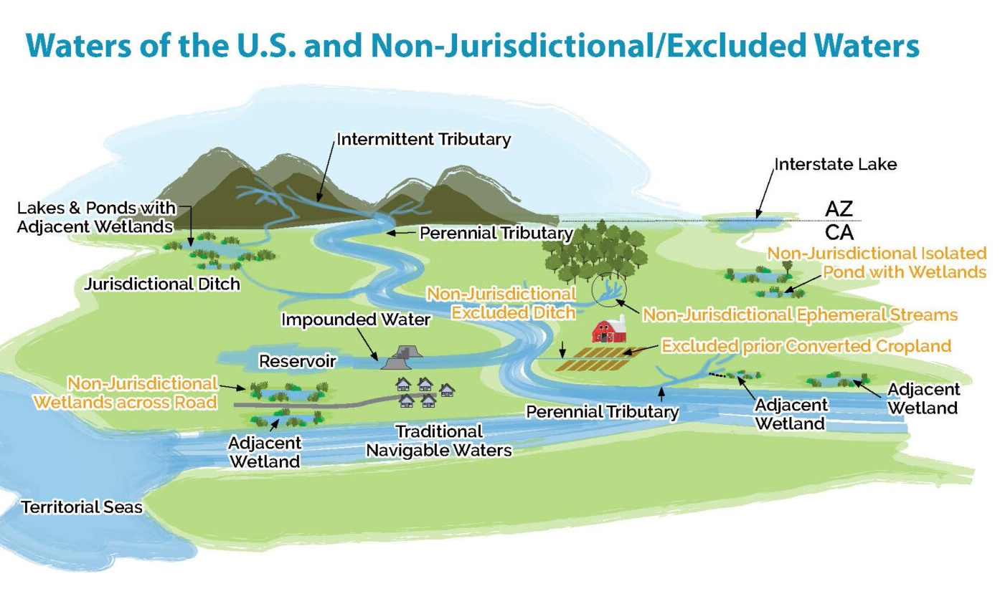 Waters of the U.S. and Non-Jurisdictional/Excluded Waters
Intermittent Tributary
Interstate Lake
Lakes & Ponds with
Adjacent Wetlands
AZ
CA
Perennial Tributary
Non-Jurisdictional Isolated
Pond with Wetlands
Jurisdictional Ditch
Non-Jurisdictional
Excluded Ditch
Non-Jurisdictional Ephemeral Streams
Impounded Water
Excluded prior Converted Cropland
Reservoir
Non-Jurisdictional
Wetlands across Road
Adjacent
Wetland
Perennial Tributary
Adjacent
Wetland
Adjacent
Wetland
Traditional
Navigable Waters
Territorial Seas